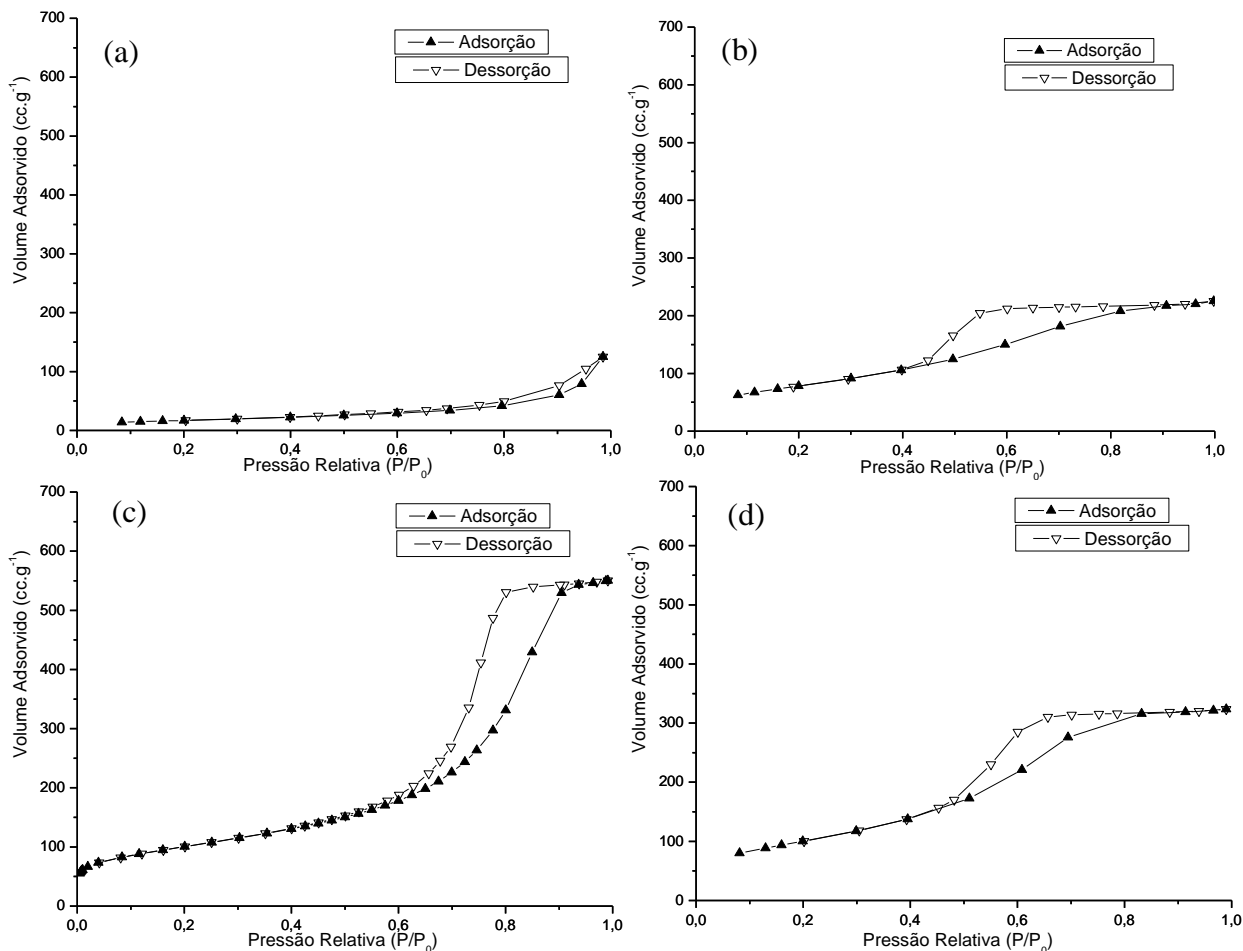 (a)
Adsorção
Dessorção
700
600
500
400
300
200
100
0
Volume Adsorvido (cc.g-1)
0,0 0,2 0,4 0,6 0,8 1,0
Pressão Relativa (P/P0)
(b)
Adsorção
Dessorção
700
600
500
400
300
200
100
0
Volume Adsorvido (cc.g-1)
0,0 0,2 0,4 0,6 0,8 1,0
Pressão Relativa (P/P0)
(c)
Adsorção
Dessorção
700
600
500
400
300
200
100
0
Volume Adsorvido (cc.g-1)
0,0 0,2 0,4 0,6 0,8 1,0
Pressão Relativa (P/P0)
(d)
Adsorção
Dessorção
700
600
500
400
300
200
100
0
Volume Adsorvido (cc.g-1)
0,0 0,2 0,4 0,6 0,8 1,0
Pressão Relativa (P/P0)